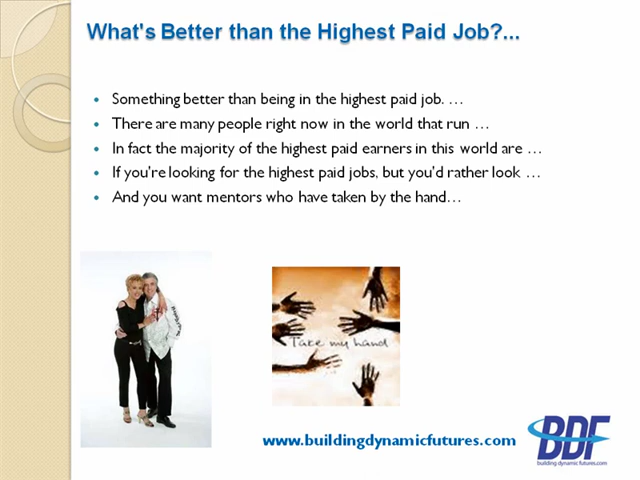 What's Better than the Highest Paid Job?...
Something better than being in the highest paid job. …
There are many people right now in the world that run …
In fact the majority of the highest paid earners in this world are …
If you're looking for the highest paid jobs, but you'd rather look …
And you want mentors who have taken by the hand…
Take my hand
www.buildingdynamicfutures.com
BDF
building dynamic futures.com